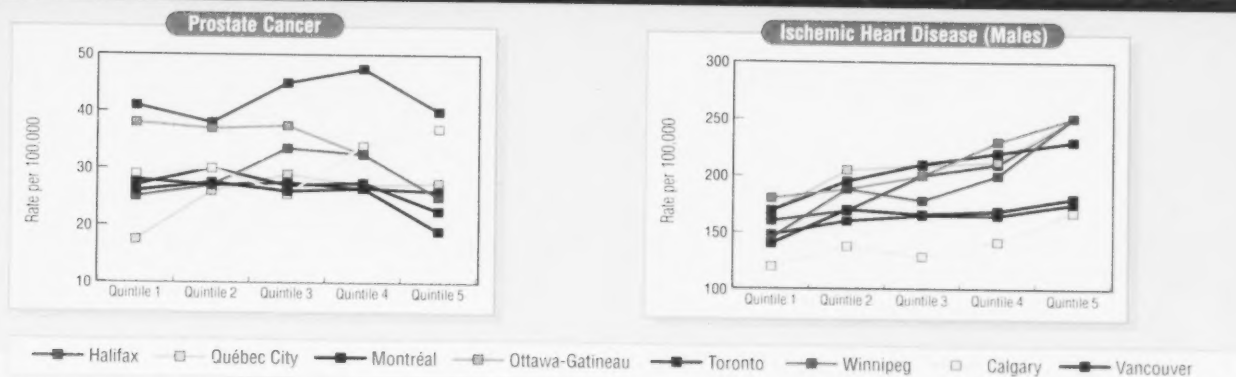 Prostate Cancer
50
40
30
20
10
Rate per 100,000
Quintile 1 Quintile 2 Quintile 3 Quintile 4 Quintile 5
Ischemic Heart Disease (Males)
300
250
200
150
100
Rate per 100,000
Quintile 1 Quintile 2 Quintile 3 Quintile 4 Quintile 5
Halifax Québec City Montréal Ottawa-Gatineau Toronto Winnipeg Calgary Vancouver